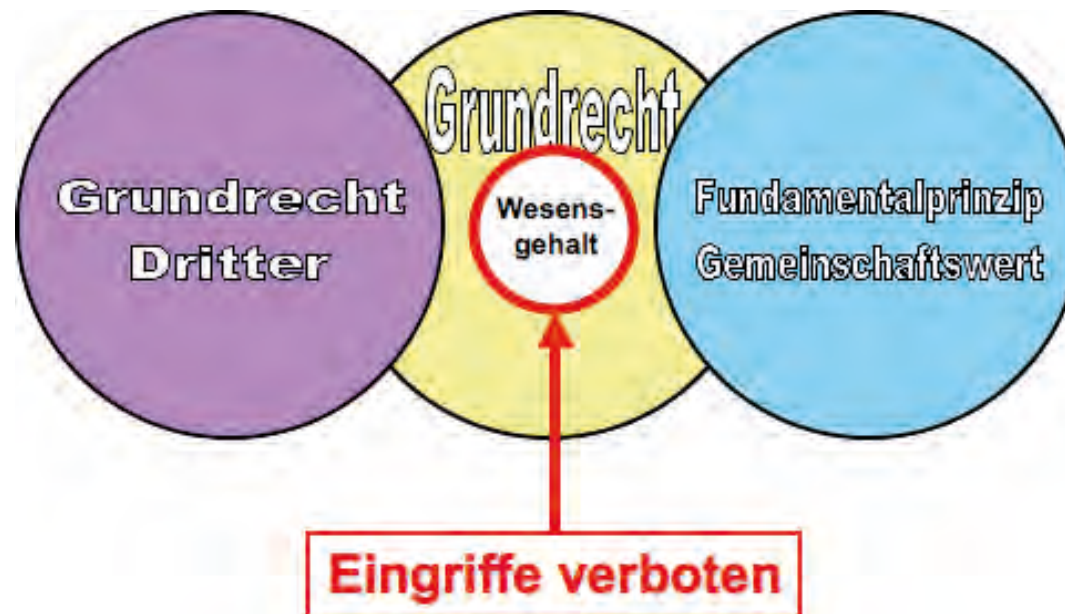 Grundrecht
Dritter
Grundrecht
Wesens-
gehalt
Fundamentalprinzip
Gemeinschaftswert
Eingriffe verboten